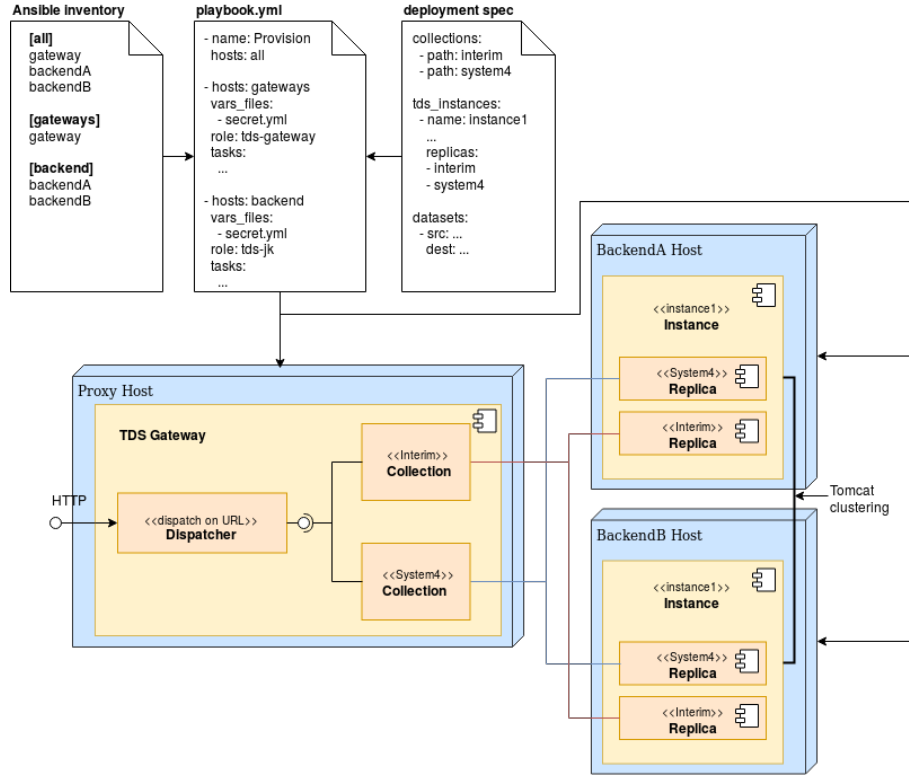 Ansible inventory
[all]
gateway
backendA
backendB
[gateways]
gateway
[backend]
backendA
backendB
playbook.yml
- name: Provision
hosts: all
- hosts: gateways
vars_files:
- secret.yml
role: tds-gateway
tasks:
...
- hosts: backend
vars_files:
- secret.yml
role: tds-jk
tasks:
...
deployment spec
collections:
- path: interim
- path: system4
tds_instances:
- name: instance1
...
replicas:
- interim
- system4
datasets:
- src: ...
dest: ...
Proxy Host
TDS Gateway
HTTP
<<dispatch on URL>>
Dispatcher
<<Interim>>
Collection
<<System4>>
Collection
BackendA Host
<<instance1>>
Instance
<<System4>>
Replica
<<Interim>>
Replica
Tomcat
clustering
BackendB Host
<<instance1>>
Instance
<<System4>>
Replica
<<Interim>>
Replica